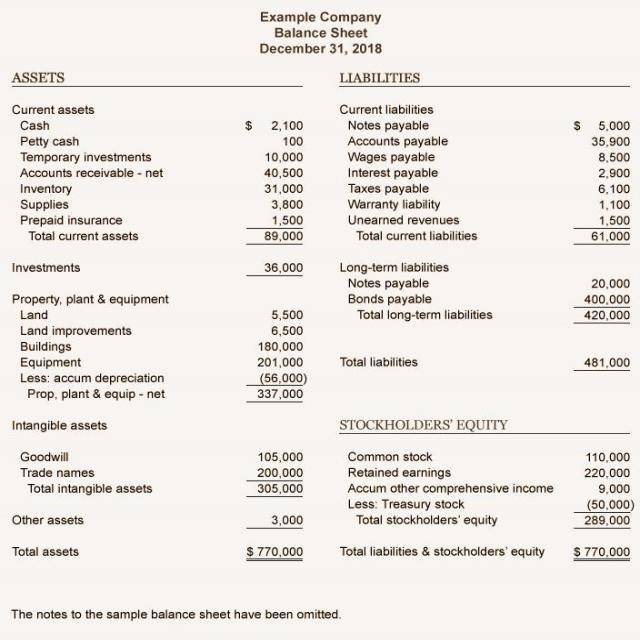 Example Company
Balance Sheet
December 31, 2018
ASSETS
Current assets
Cash $ 2,100
Petty cash 100
Temporary investments 10,000
Accounts receivable - net 40,500
Inventory 31,000
Supplies 3,800
Prepaid insurance 1,500
Total current assets 89,000
Investments 36,000
Property, plant & equipment
Land 5,500
Land improvements 6,500
Buildings 180,000
Equipment 201,000
Less: accum depreciation (56,000)
Prop, plant & equip - net 337,000
Intangible assets
Goodwill 105,000
Trade names 200,000
Total intangible assets 305,000
Other assets 3,000
Total assets $ 770,000
LIABILITIES
Current liabilities
Notes payable $ 5,000
Accounts payable 35,900
Wages payable 8,500
Interest payable 2,900
Taxes payable 6,100
Warranty liability 1,100
Unearned revenues 1,500
Total current liabilities 61,000
Long-term liabilities
Notes payable 20,000
Bonds payable 400,000
Total long-term liabilities 420,000
Total liabilities 481,000
STOCKHOLDERS' EQUITY
Common stock 110,000
Retained earnings 220,000
Accum other comprehensive income 9,000
Less: Treasury stock (50,000)
Total stockholders' equity 289,000
Total liabilities & stockholders' equity $ 770,000
The notes to the sample balance sheet have been omitted.